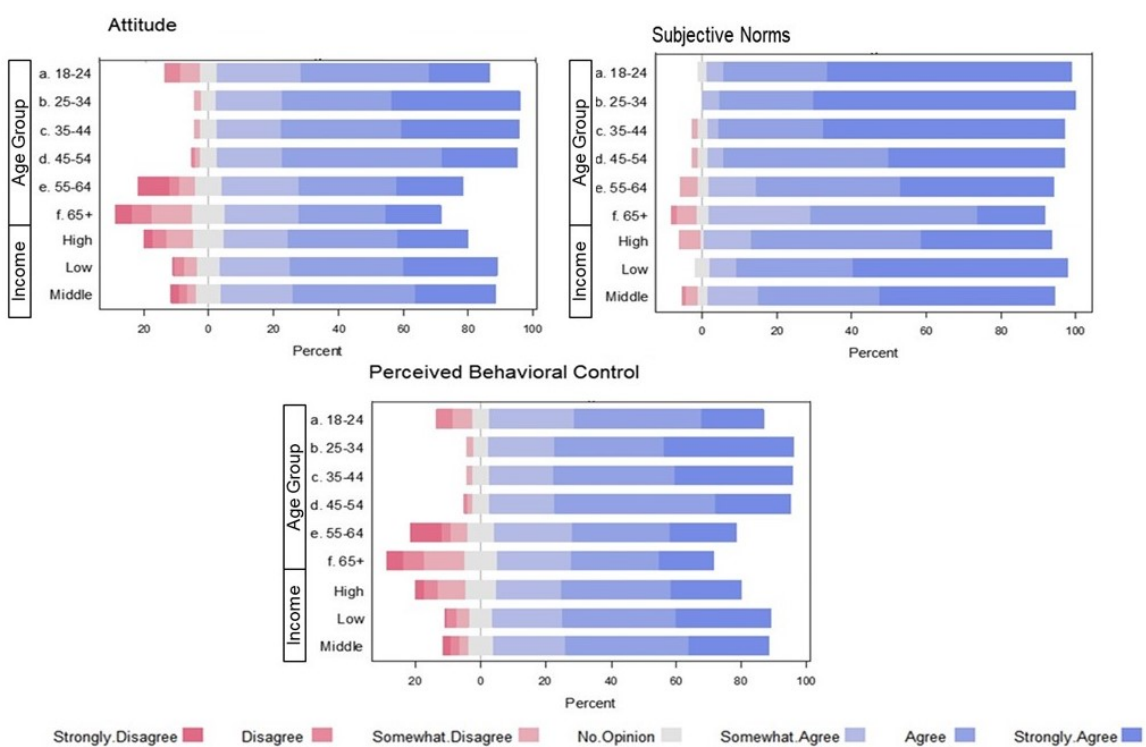 Attitude
Age Group
a. 18-24
b. 25-34
c. 35-44
d. 45-54
e. 55-64
f. 65+
Income
High
Low
Middle
20 0 20 40 60 80 100
Percent
Subjective Norms
Age Group
a. 18-24
b. 25-34
c. 35-44
d. 45-54
e. 55-64
f. 65+
Income
High
Low
Middle
0 20 40 60 80 100
Percent
Perceived Behavioral Control
Age Group
a. 18-24
b. 25-34
c. 35-44
d. 45-54
e. 55-64
f. 65+
Income
High
Low
Middle
20 0 20 40 60 80 100
Percent
Strongly.Disagree Disagree Somewhat.Disagree No.Opinion Somewhat.Agree Agree Strongly.Agree